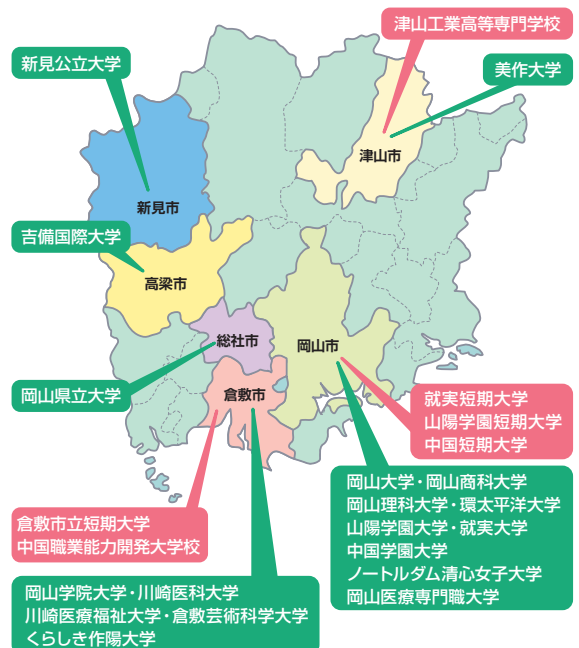 津山工業高等専門学校
新見公立大学
美作大学
津山市
新見市
吉備国際大学
高梁市
総社市
岡山市
岡山県立大学
倉敷市
就実短期大学
山陽学園短期大学
中国短期大学
岡山大学・岡山商科大学
岡山理科大学・環太平洋大学
山陽学園大学・就実大学
中国学園大学
ノートルダム清心女子大学
岡山医療専門職大学
倉敷市立短期大学
中国職業能力開発大学校
岡山学院大学・川崎医科大学
川崎医療福祉大学・倉敷芸術科学大学
くらしき作陽大学